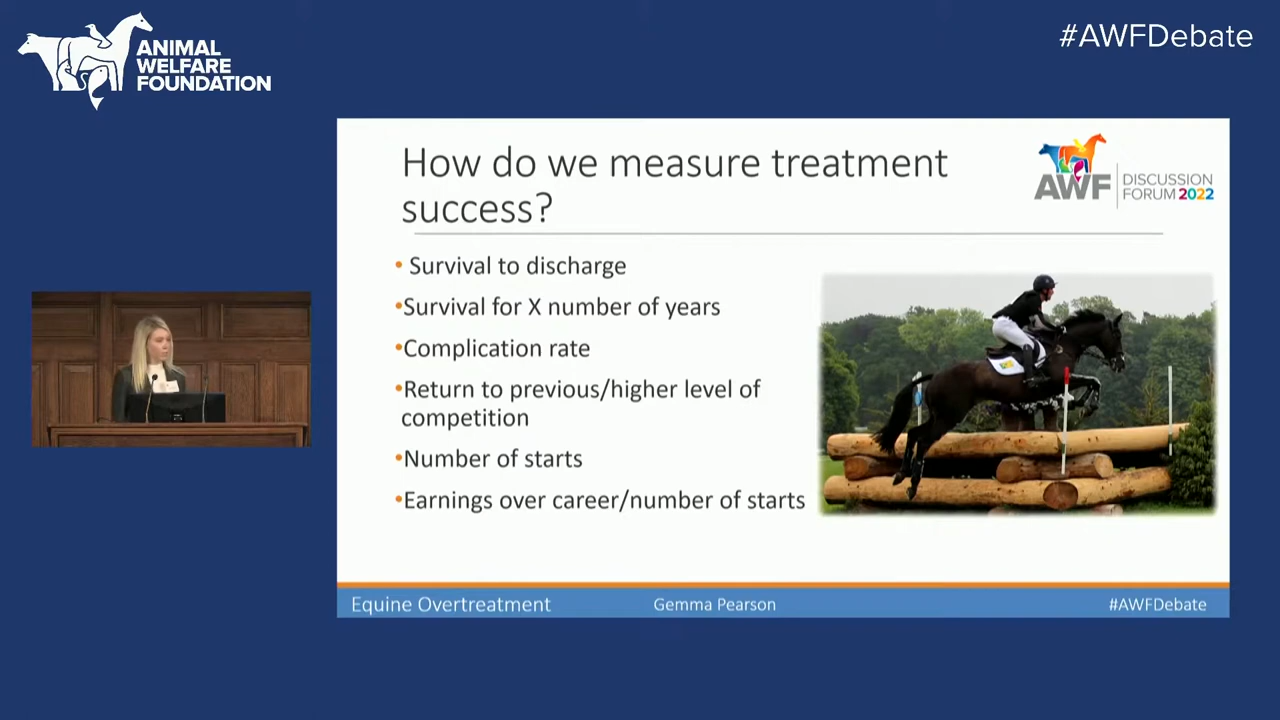 ANIMAL
WELFARE
FOUNDATION
#AWFDebate
How do we measure treatment
success?
AWF
DISCUSSION
FORUM 2022
• Survival to discharge
•Survival for X number of years
•Complication rate
•Return to previous/higher level of
competition
•Number of starts
•Earnings over career/number of starts
Equine Overtreatment
Gemma Pearson
#AWFDebate